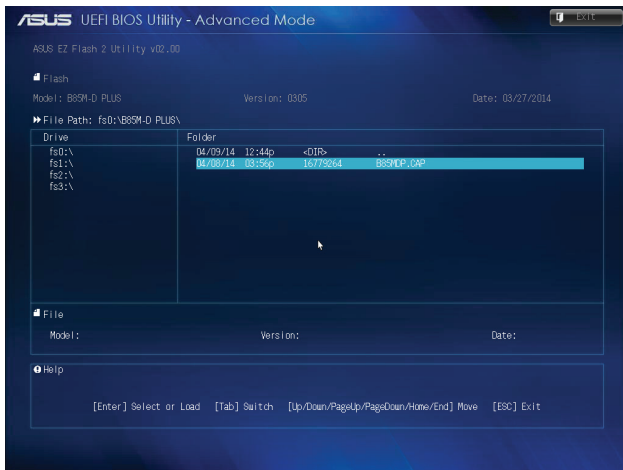 ASUS UEFI BIOS Utility - Advanced Mode
Exit
ASUS EZ Flash 2 Utility v02.00
Flash
Model: B85M-D PLUS Version: 0305 Date: 03/27/2014
File Path: fs0:\B85M-D PLUS\
Drive Folder
fs0:\ 04/09/14 12:44p <DIR> ..
fs1:\ 04/08/14 03:56p 16779264 B85MDP.CAP
fs2:\
fs3:\
File
Model: Version: Date:
Help
[Enter] Select or Load [Tab] Switch [Up/Down/PageUp/PageDown/Home/End] Move [ESC] Exit